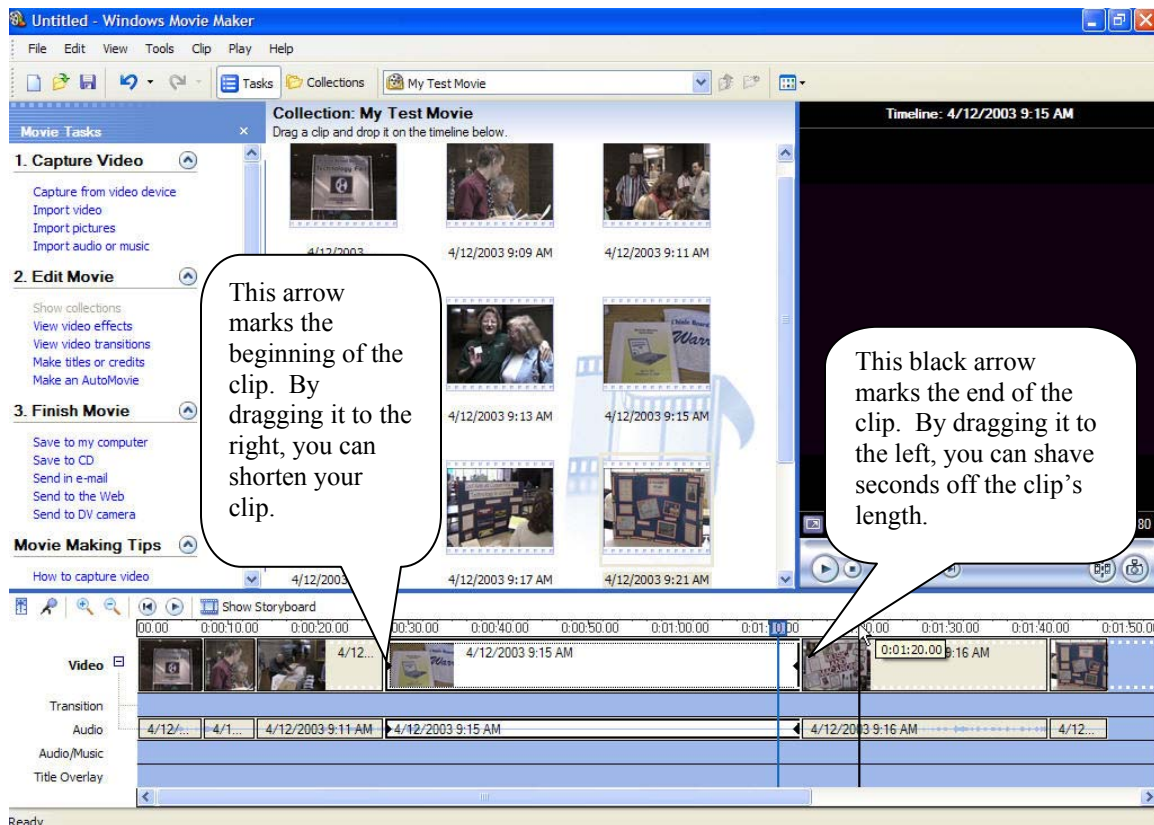 Untitled - Windows Movie Maker
File Edit View Tools Clip Play Help
Tasks Collections My Test Movie
Movie Tasks
Collection: My Test Movie
Drag a clip and drop it on the timeline below.
Timeline: 4/12/2003 9:15 AM
1. Capture Video
Capture from video device
Import video
Import pictures
Import audio or music
2. Edit Movie
Show collections
View video effects
View video transitions
Make titles or credits
Make an AutoMovie
3. Finish Movie
Save to my computer
Save to CD
Send in e-mail
Send to the Web
Send to DV camera
Movie Making Tips
How to capture video
4/12/2003
4/12/2003 9:09 AM
4/12/2003 9:11 AM
4/12/2003 9:13 AM
4/12/2003 9:15 AM
4/12/2003
4/12/2003 9:17 AM
4/12/2003 9:21 AM
This arrow
marks the
beginning of the
clip. By
dragging it to the
right, you can
shorten your
clip.
This black arrow
marks the end of the
clip. By dragging it to
the left, you can shave
seconds off the clip’s
length.
80
Show Storyboard
00.00 0:00:10.00 0:00:20.00 00:30.00 0:00:40.00 0:00:50.00 0:01:00.00 0:01:10.00 0.00 0:01:30.00 0:01:40.00 0:01:50.0
Video 4/12... 4/12/2003 9:15 AM 0:01:20.00 9:16 AM
Transition
Audio 4/12/... 4/1... 4/12/2003 9:11 AM 4/12/2003 9:15 AM 4/12/2003 9:16 AM 4/12...
Audio/Music
Title Overlay
Ready